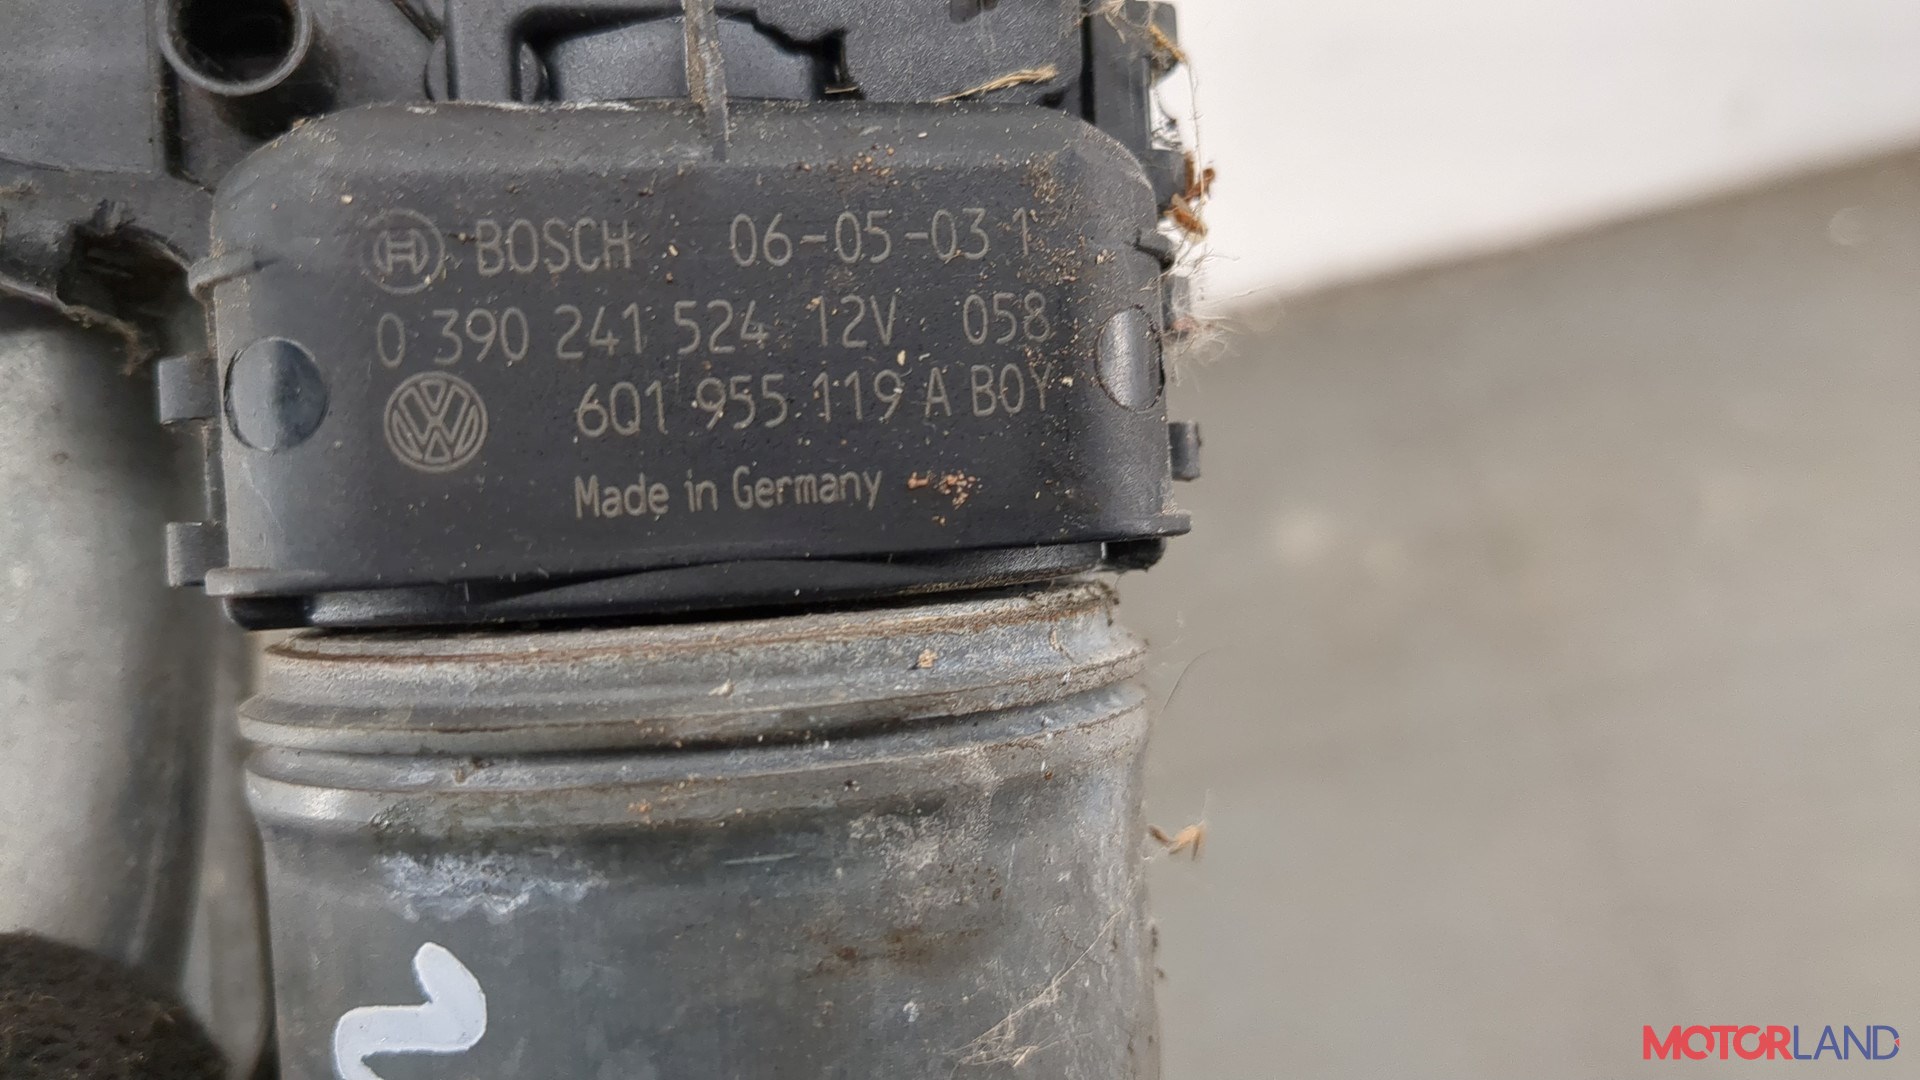 BOSCH 06-05-03 1
0 390 241 524 12V 058
6Q1 955 119 A B0Y
Made in Germany
MOTORLAND